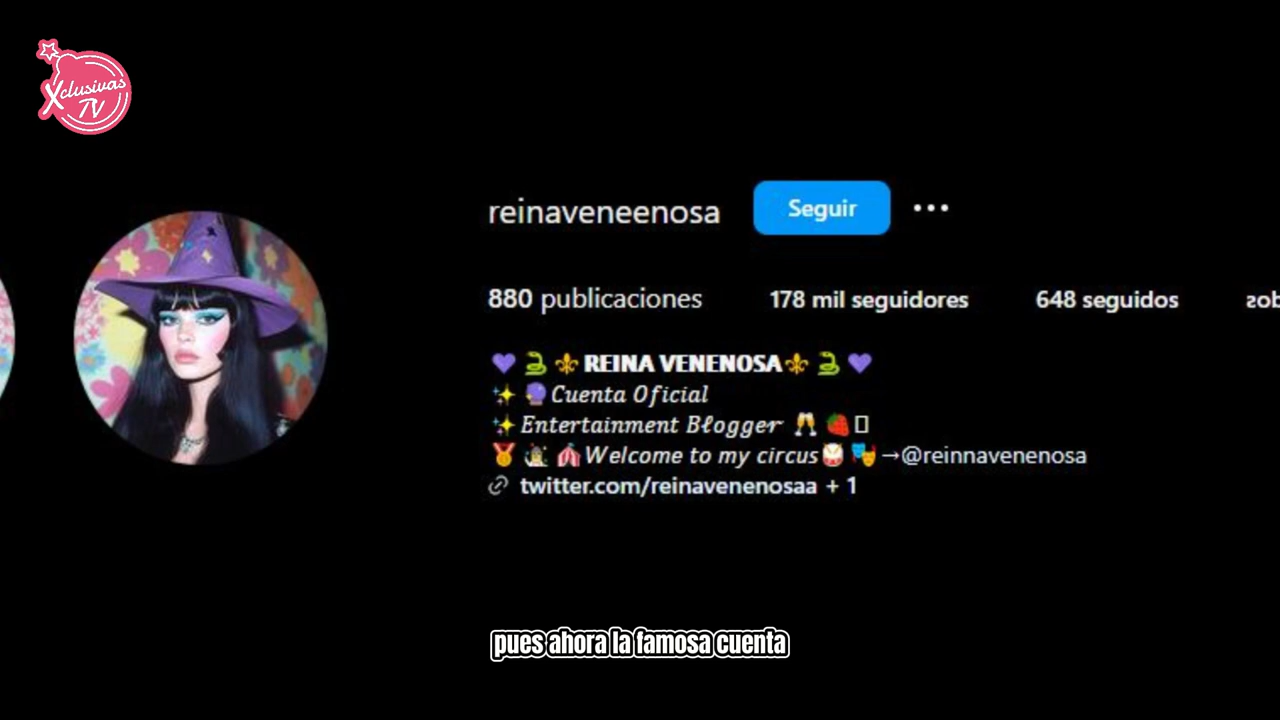 Xclusivas
TV
reinaveneenosa Seguir •••
880 publicaciones 178 mil seguidores 648 seguidos
💜 🐍 ⚜️ REINA VENENOSA ⚜️ 🐍 💜
✨ 🔮 Cuenta Oficial
✨ Entertainment Blogger 🥂 🍓
🏅 🎪 Welcome to my circus 🥁 🎭 →@reinnavenenosa
🔗 twitter.com/reinavenenosaa + 1
pues ahora la famosa cuenta